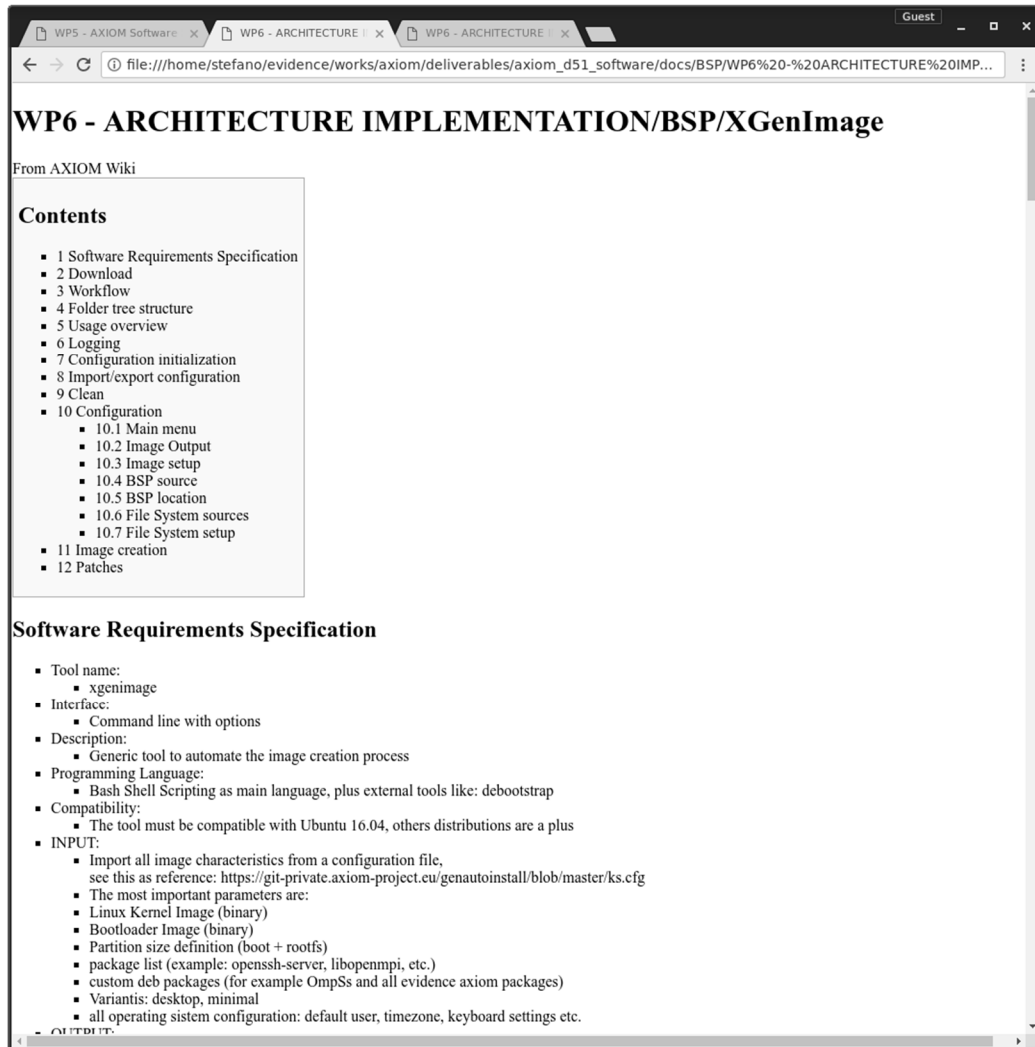 Guest
WP5 - AXIOM Software
WP6 - ARCHITECTURE I
WP6 - ARCHITECTURE I
file:///home/stefano/evidence/works/axiom/deliverables/axiom_d51_software/docs/BSP/WP6%20-%20ARCHITECTURE%20IMP...
WP6 - ARCHITECTURE IMPLEMENTATION/BSP/XGenImage
From AXIOM Wiki
Contents
1 Software Requirements Specification
2 Download
3 Workflow
4 Folder tree structure
5 Usage overview
6 Logging
7 Configuration initialization
8 Import/export configuration
9 Clean
10 Configuration
10.1 Main menu
10.2 Image Output
10.3 Image setup
10.4 BSP source
10.5 BSP location
10.6 File System sources
10.7 File System setup
11 Image creation
12 Patches
Software Requirements Specification
Tool name:
xgenimage
Interface:
Command line with options
Description:
Generic tool to automate the image creation process
Programming Language:
Bash Shell Scripting as main language, plus external tools like: debootstrap
Compatibility:
The tool must be compatible with Ubuntu 16.04, others distributions are a plus
INPUT:
Import all image characteristics from a configuration file,
see this as reference: https://git-private.axiom-project.eu/genautoinstall/blob/master/ks.cfg
The most important parameters are:
Linux Kernel Image (binary)
Bootloader Image (binary)
Partition size definition (boot + rootfs)
package list (example: openssh-server, libopenmpi, etc.)
custom deb packages (for example OmpSs and all evidence axiom packages)
Variantis: desktop, minimal
all operating sistem configuration: default user, timezone, keyboard settings etc.
OUTPUT: